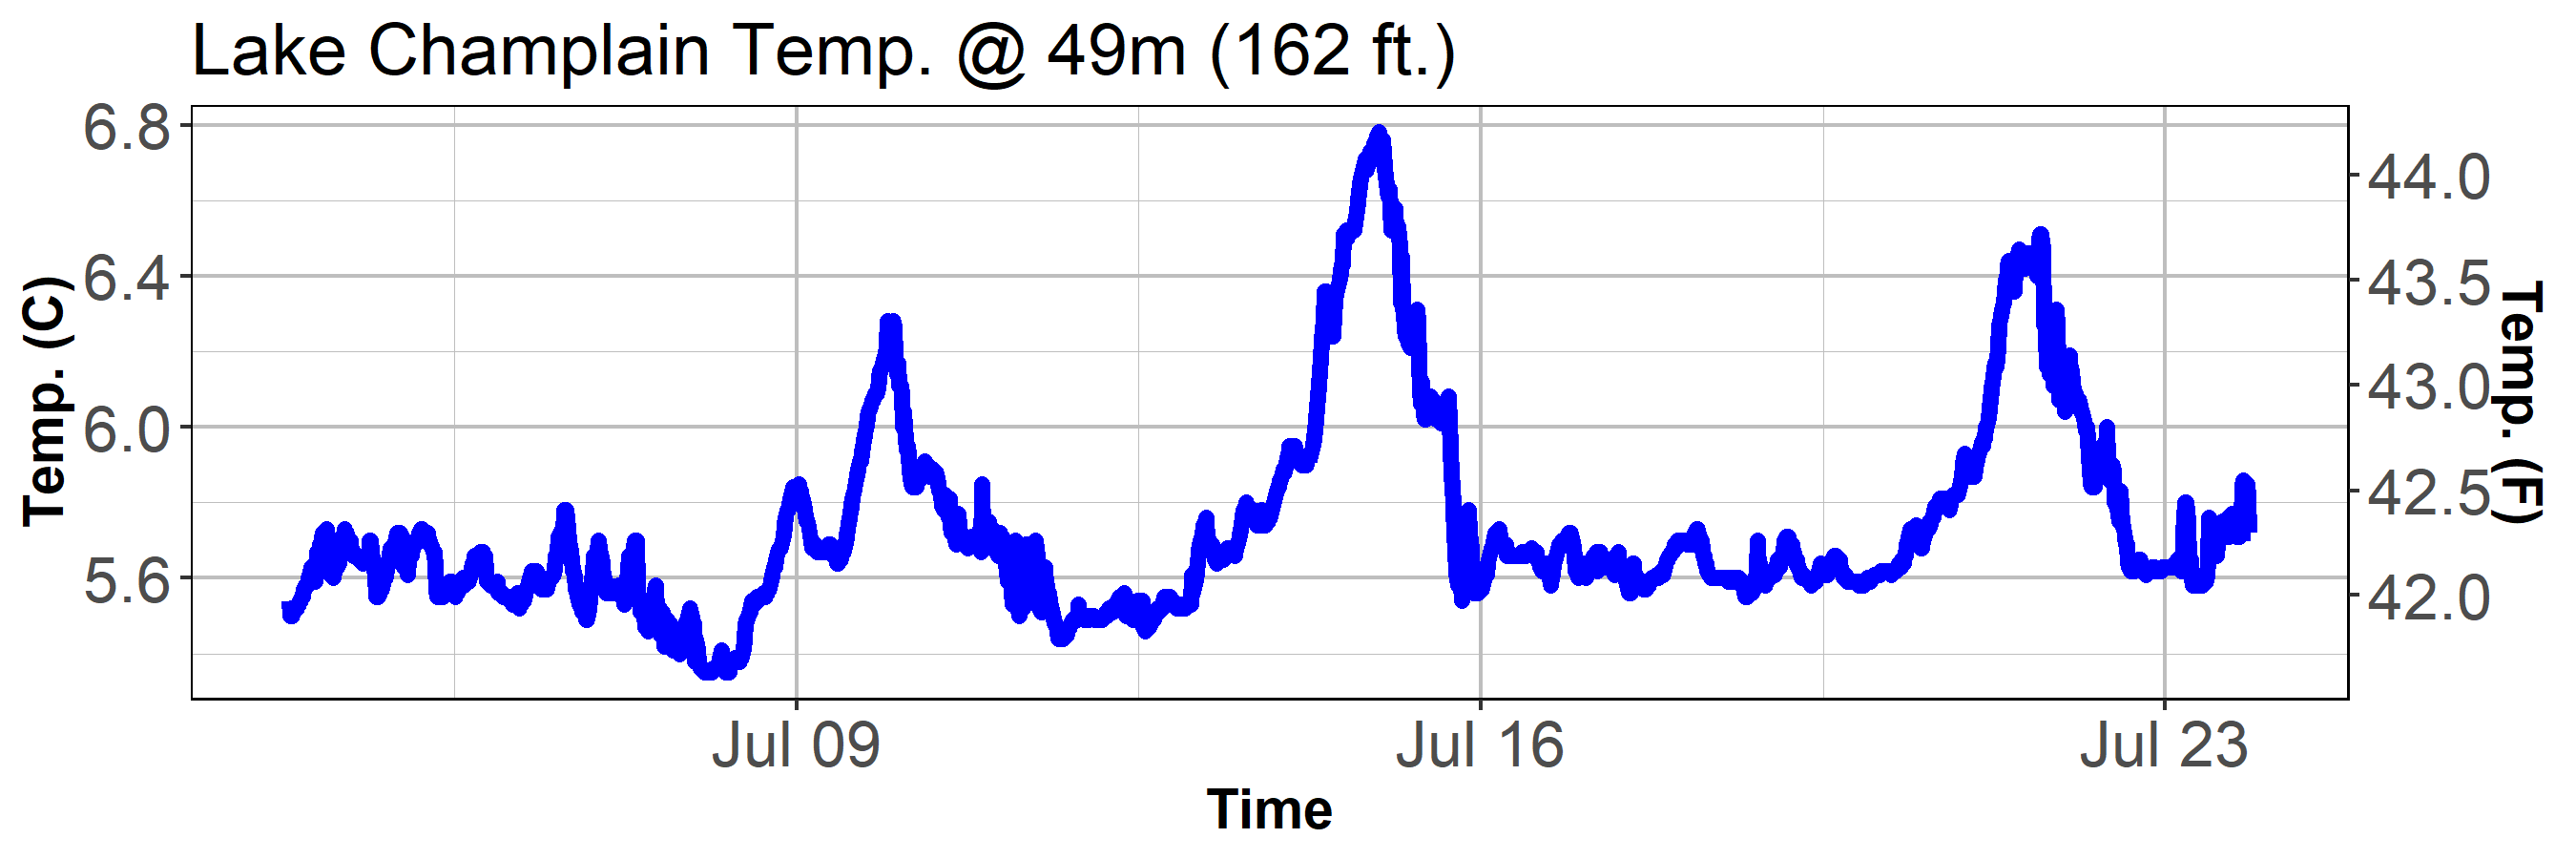 Lake Champlain Temp. @ 49m (162 ft.)
Temp. (C)
6.8
6.4
6.0
5.6
44.0
43.5
43.0
42.5
42.0
Temp. (F)
Jul 09
Jul 16
Jul 23
Time